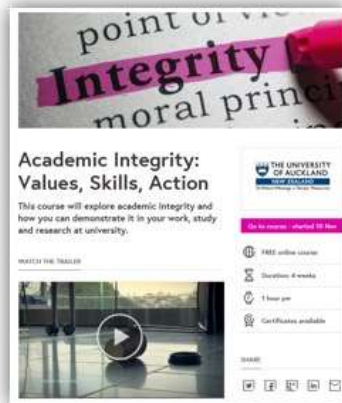 point of vie
Integrity
moral princi
Academic Integrity:
Values, Skills, Action
This course will explore academic integrity and
how you can demonstrate it in your work, study
and research at university.
WATCH THE TRAILER
THE UNIVERSITY
OF AUCKLAND
NEW ZEALAND
Go to course - started 10 Nov
FREE online course
Duration: 4 weeks
1 hour pw
Certificates available
SHARE